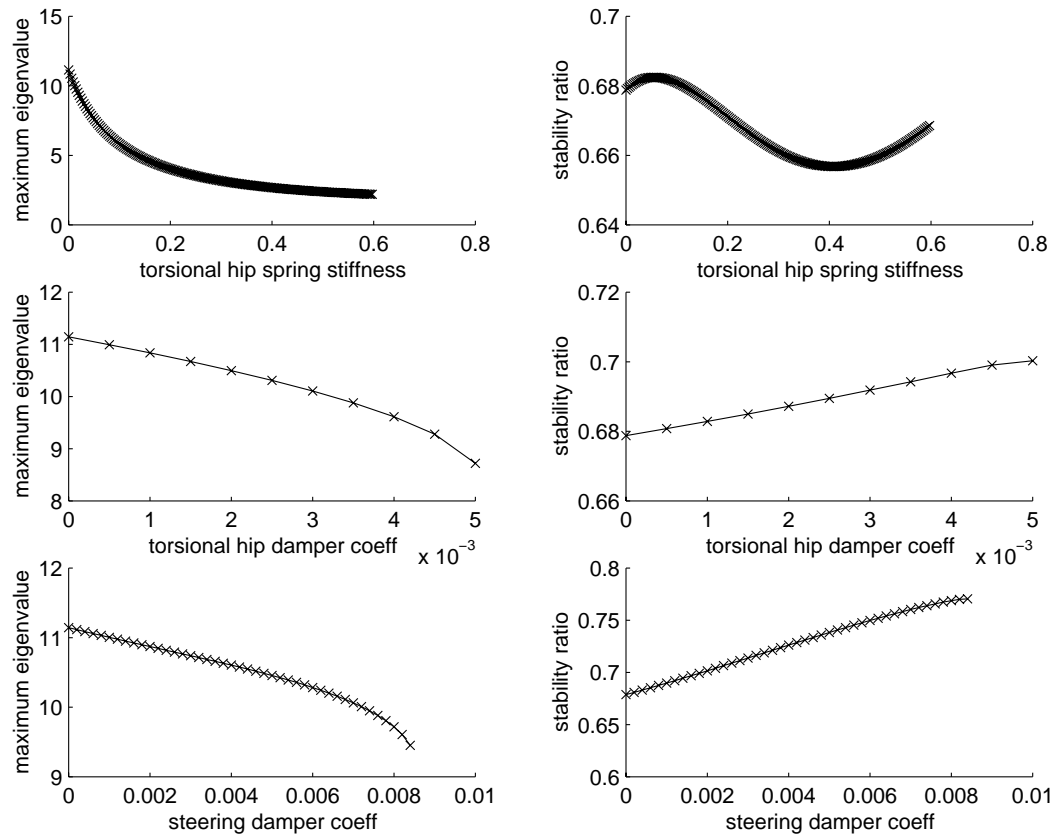 15
10
5
0
maximum eigenvalue
0 0.2 0.4 0.6 0.8
torsional hip spring stiffness
0.7
0.68
0.66
0.64
stability ratio
0 0.2 0.4 0.6 0.8
torsional hip spring stiffness
12
11
10
9
8
maximum eigenvalue
0 1 2 3 4 5
torsional hip damper coeff
x 10⁻³
0.72
0.7
0.68
0.66
stability ratio
0 1 2 3 4 5
torsional hip damper coeff
x 10⁻³
12
11
10
9
maximum eigenvalue
0 0.002 0.004 0.006 0.008 0.01
steering damper coeff
0.8
0.75
0.7
0.65
0.6
stability ratio
0 0.002 0.004 0.006 0.008 0.01
steering damper coeff